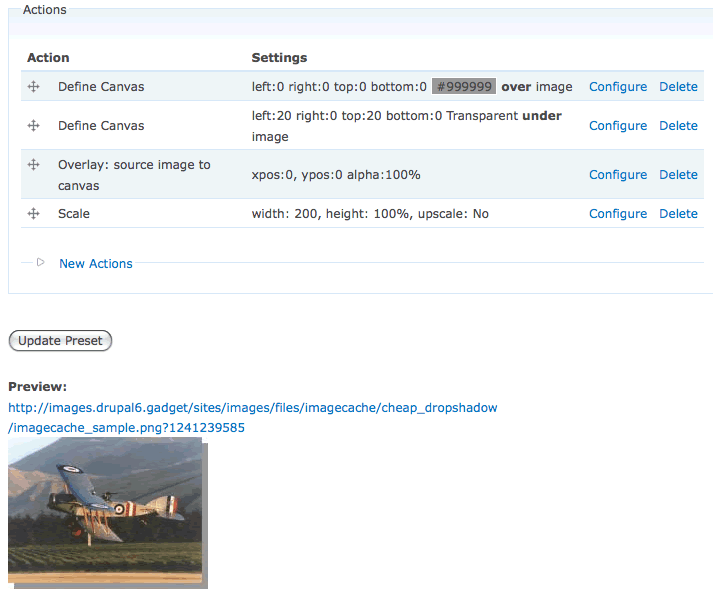 Actions
Action Settings
Define Canvas left:0 right:0 top:0 bottom:0 #999999 over image Configure Delete
Define Canvas left:20 right:0 top:20 bottom:0 Transparent under image Configure Delete
Overlay: source image to canvas xpos:0, ypos:0 alpha:100% Configure Delete
Scale width: 200, height: 100%, upscale: No Configure Delete
New Actions
Update Preset
Preview:
http://images.drupal6.gadget/sites/images/files/imagecache/cheap_dropshadow
/imagecache_sample.png?1241239585